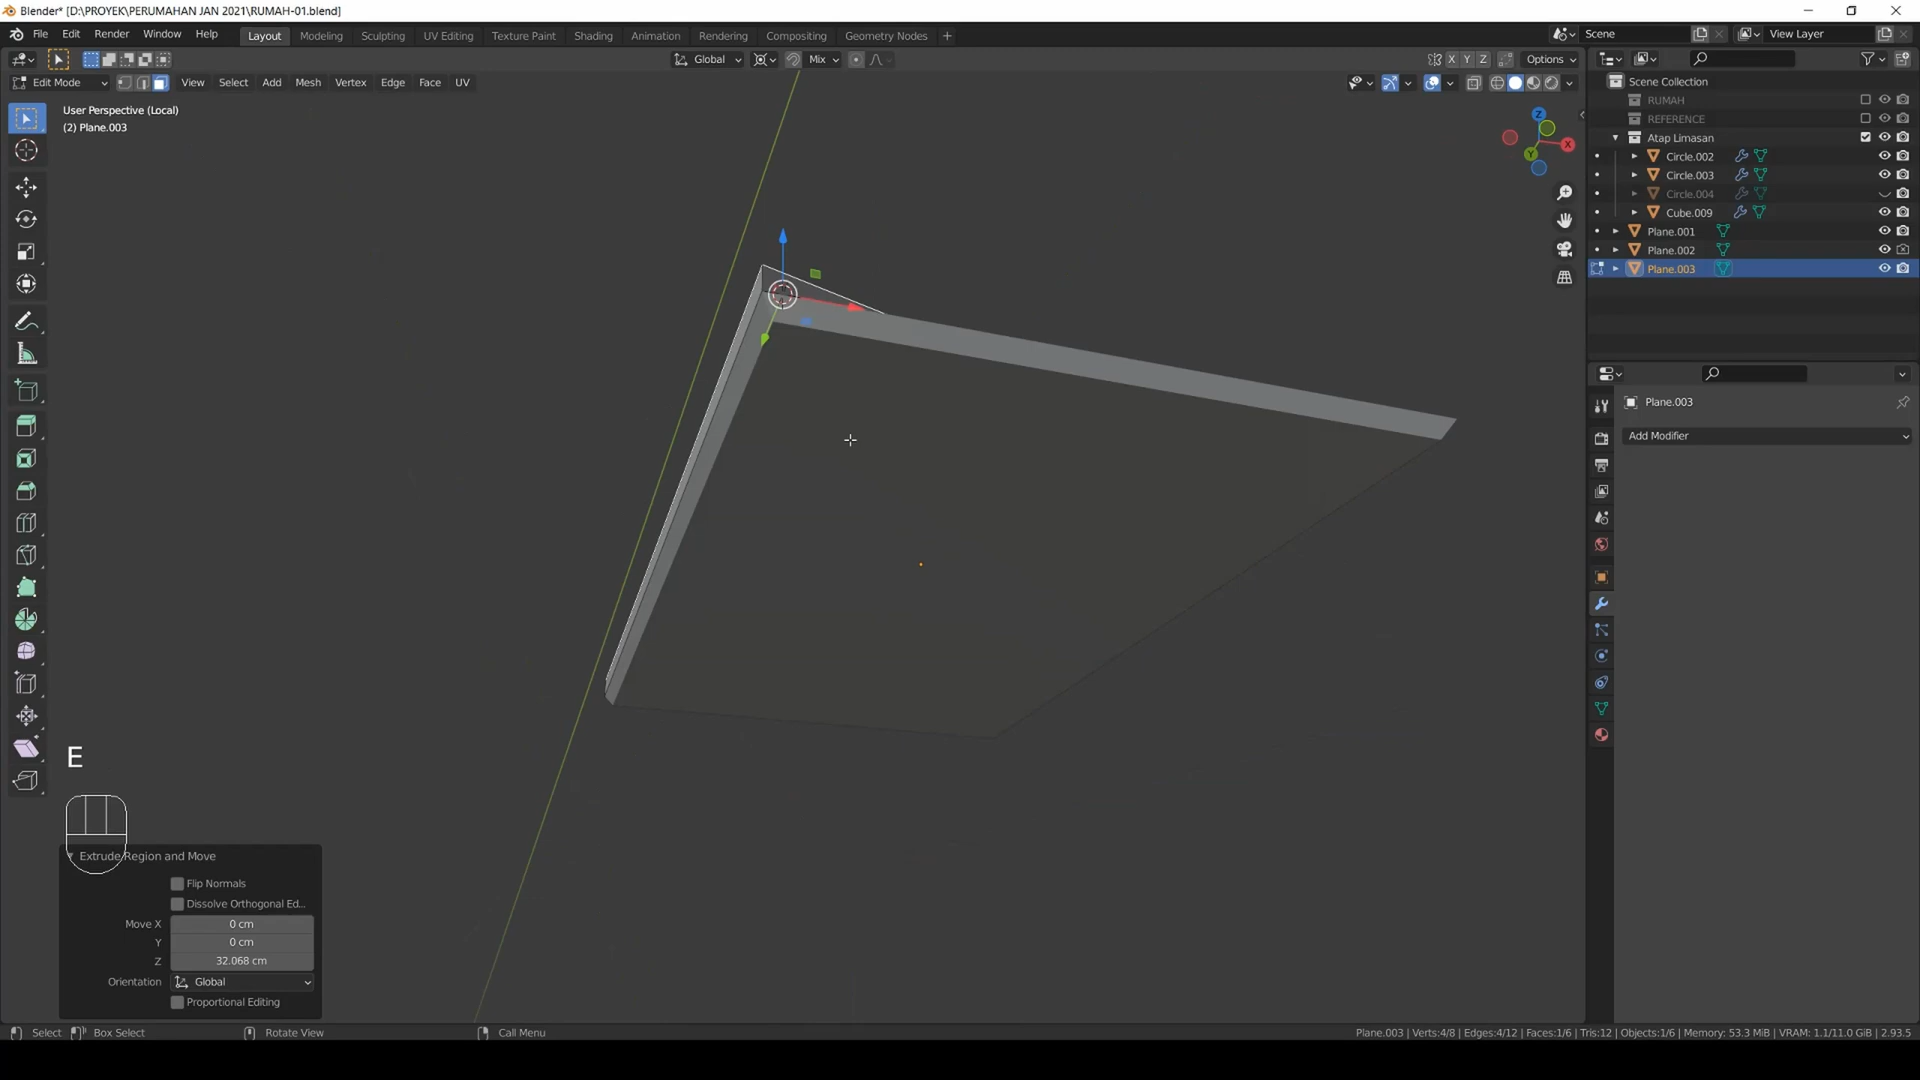 Blender* [D:\PROYEK\PERUMAHAN JAN 2021\RUMAH-01.blend]
File Edit Render Window Help Layout Modeling Sculpting UV Editing Texture Paint Shading Animation Rendering Compositing Geometry Nodes + Scene View Layer
Global Mix X Y Z Options
Edit Mode View Select Add Mesh Vertex Edge Face UV
User Perspective (Local)
(2) Plane.003
Z
X
Y
Scene Collection
RUMAH
REFERENCE
Atap Limasan
Circle.002
Circle.003
Circle.004
Cube.009
Plane.001
Plane.002
Plane.003
Plane.003
Add Modifier
E
Extrude Region and Move
Flip Normals
Dissolve Orthogonal Ed...
Move X 0 cm
Y 0 cm
Z 32.068 cm
Orientation Global
Proportional Editing
Select Box Select Rotate View Call Menu Plane.003 | Verts:4/8 | Edges:4/12 | Faces:1/6 | Tris:12 | Objects:1/6 | Memory: 53.3 MiB | VRAM: 1.1/11.0 GiB | 2.93.5